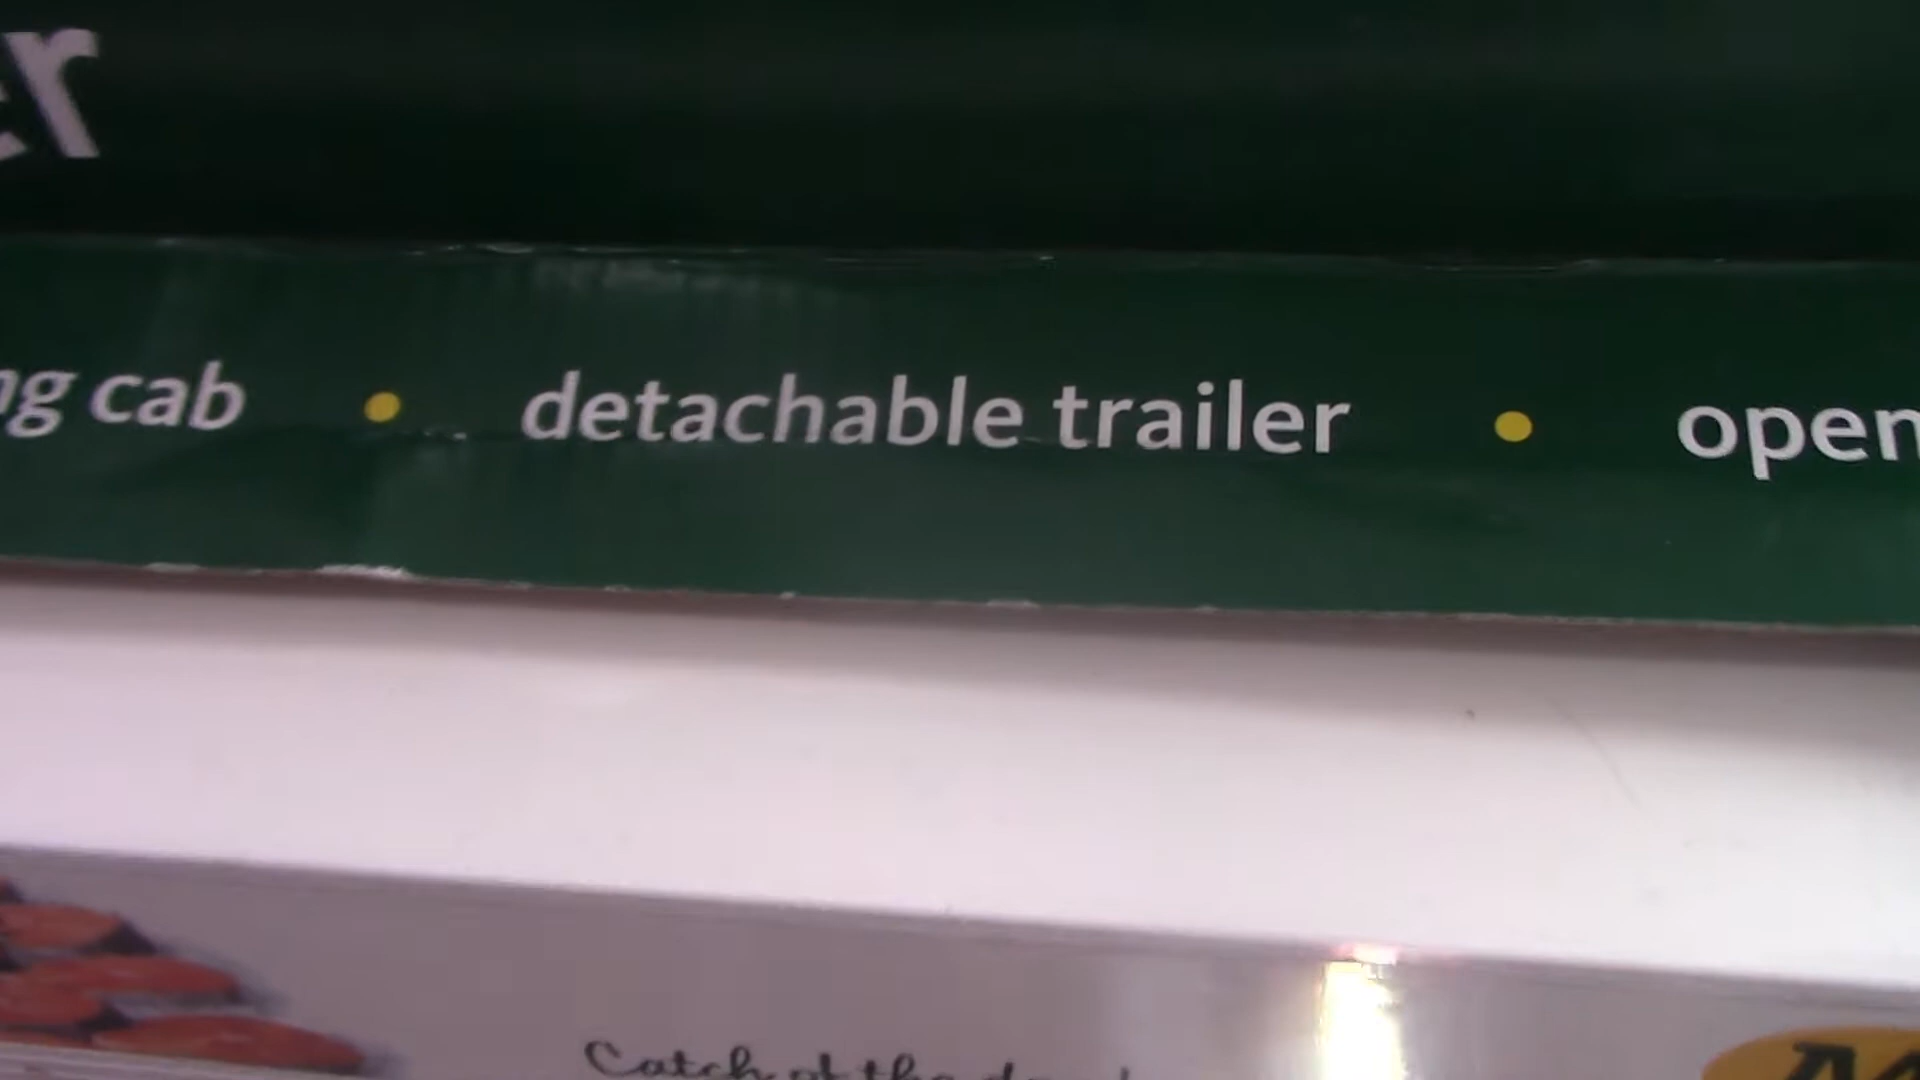 er
ng cab • detachable trailer • open
Catch of the day!
M